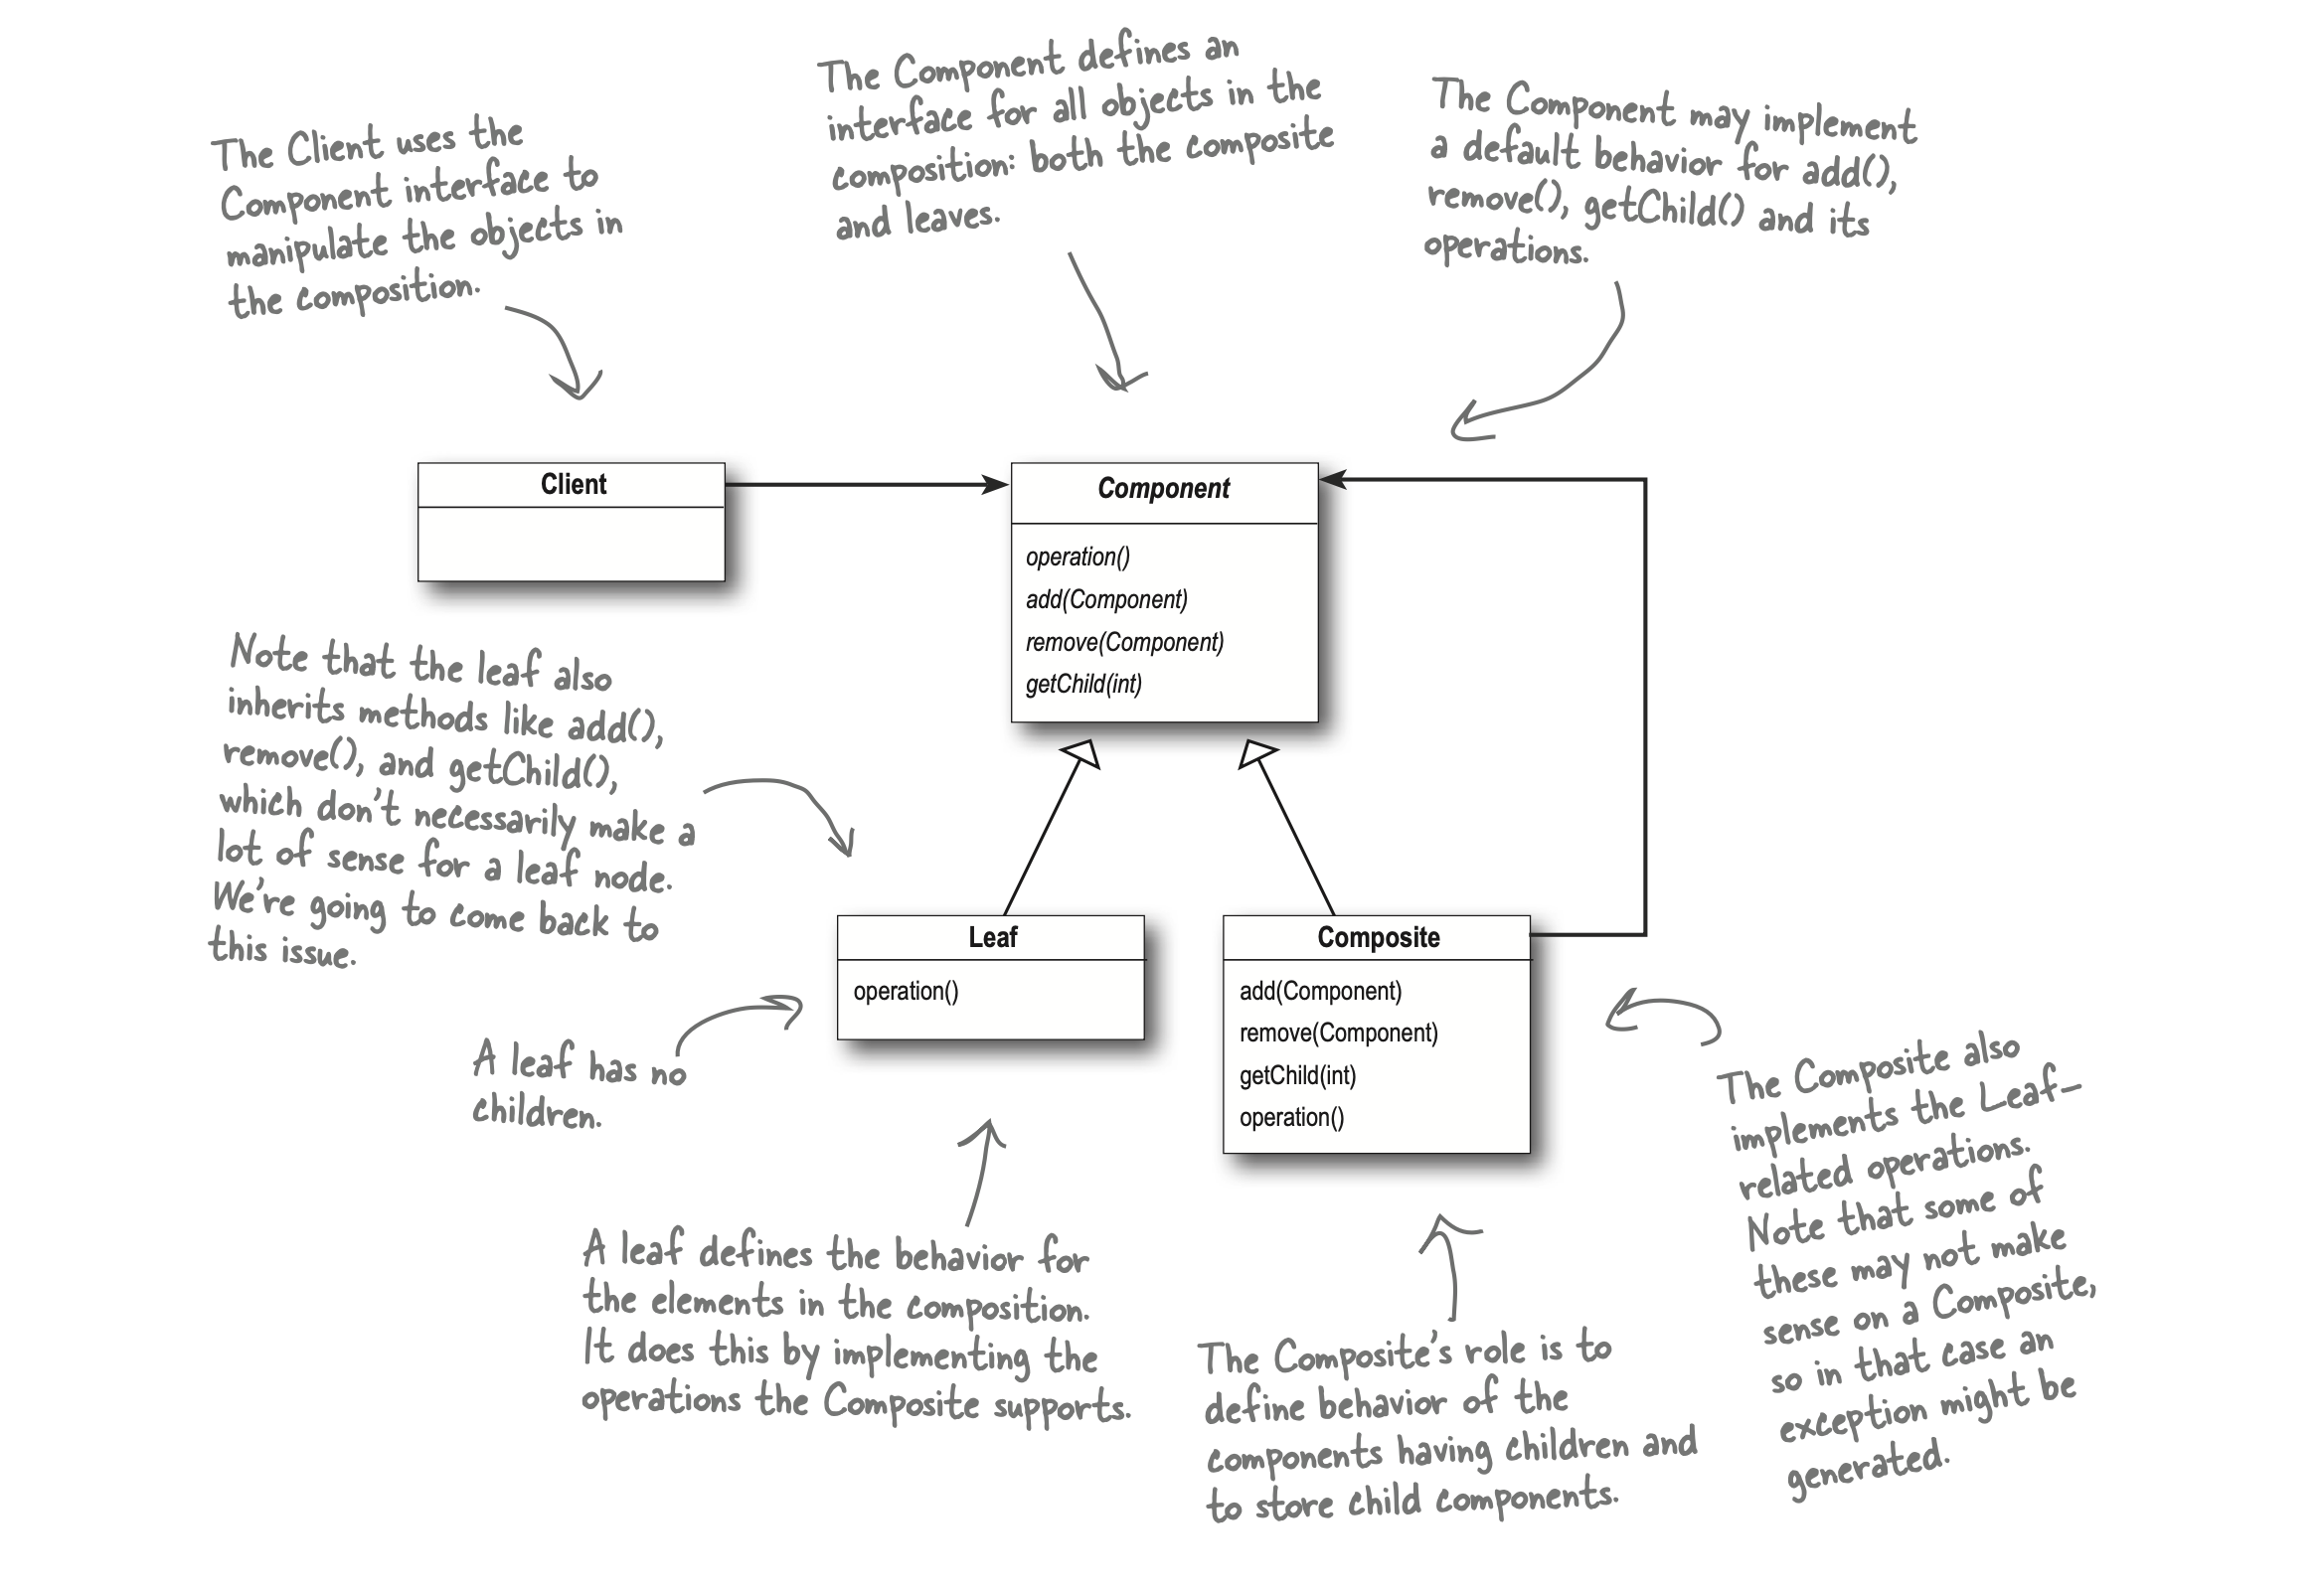 The Client uses the
Component interface to
manipulate the objects in
the composition.
The Component defines an
interface for all objects in the
composition: both the composite
and leaves.
The Component may implement
a default behavior for add(),
remove(), getChild() and its
operations.
Client
Component
operation()
add(Component)
remove(Component)
getChild(int)
Note that the leaf also
inherits methods like add(),
remove(), and getChild(),
which don't necessarily make a
lot of sense for a leaf node.
We're going to come back to
this issue.
Leaf
operation()
Composite
add(Component)
remove(Component)
getChild(int)
operation()
A leaf has no
children.
A leaf defines the behavior for
the elements in the composition.
It does this by implementing the
operations the Composite supports.
The Composite's role is to
define behavior of the
components having children and
to store child components.
The Composite also
implements the Leaf-
related operations.
Note that some of
these may not make
sense on a Composite,
so in that case an
exception might be
generated.